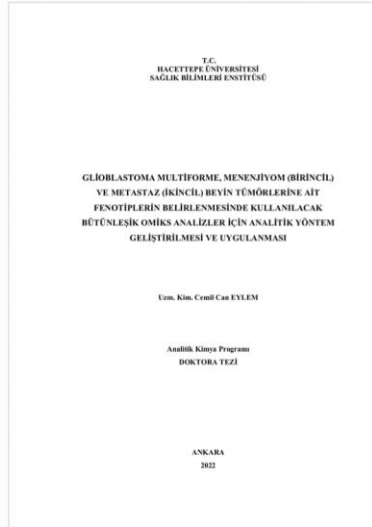 T.C.
HACETTEPE ÜNİVERSİTESİ
SAĞLIK BİLİMLERİ ENSTİTÜSÜ
GLİOBLASTOMA MULTİFORME, MENENJİYOM (BİRİNCİL)
VE METASTAZ (İKİNCİL) BEYİN TÜMÖRLERİNE AİT
FENOTİPLERİN BELİRLENMESİNDE KULLANILACAK
BÜTÜNLEŞİK OMİKS ANALİZLER İÇİN ANALİTİK YÖNTEM
GELİŞTİRİLMESİ VE UYGULANMASI
Uzm. Kim. Cemil Can EYLEM
Analitik Kimya Programı
DOKTORA TEZİ
ANKARA
2022